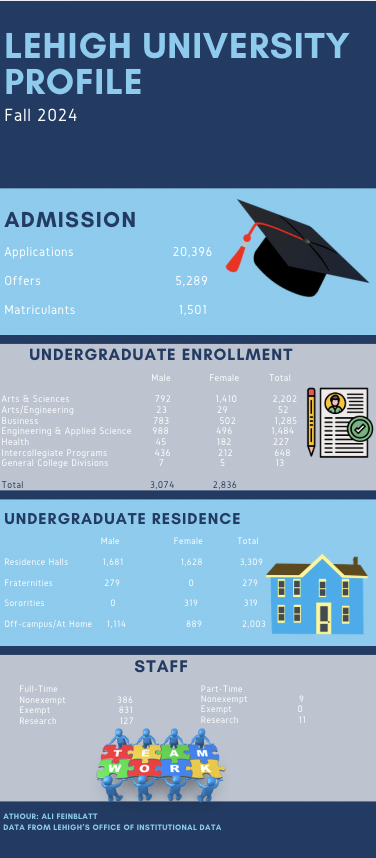 LEHIGH UNIVERSITY
PROFILE
Fall 2024
ADMISSION
Applications 20,396
Offers 5,289
Matriculants 1,501
UNDERGRADUATE ENROLLMENT
Male Female Total
Arts & Sciences 792 1,410 2,202
Arts/Engineering 23 29 52
Business 783 502 1,285
Engineering & Applied Science 988 496 1,484
Health 45 182 227
Intercollegiate Programs 436 212 648
General College Divisions 7 5 13
Total 3,074 2,836
UNDERGRADUATE RESIDENCE
Male Female Total
Residence Halls 1,681 1,628 3,309
Fraternities 279 0 279
Sororities 0 319 319
Off-campus/At Home 1,114 889 2,003
STAFF
Full-Time Part-Time
Nonexempt 386 Nonexempt 9
Exempt 831 Exempt 0
Research 127 Research 11
TEAM
WORK
ATHOUR: ALI FEINBLATT
DATA FROM LEHIGH'S OFFICE OF INSTITUTIONAL DATA